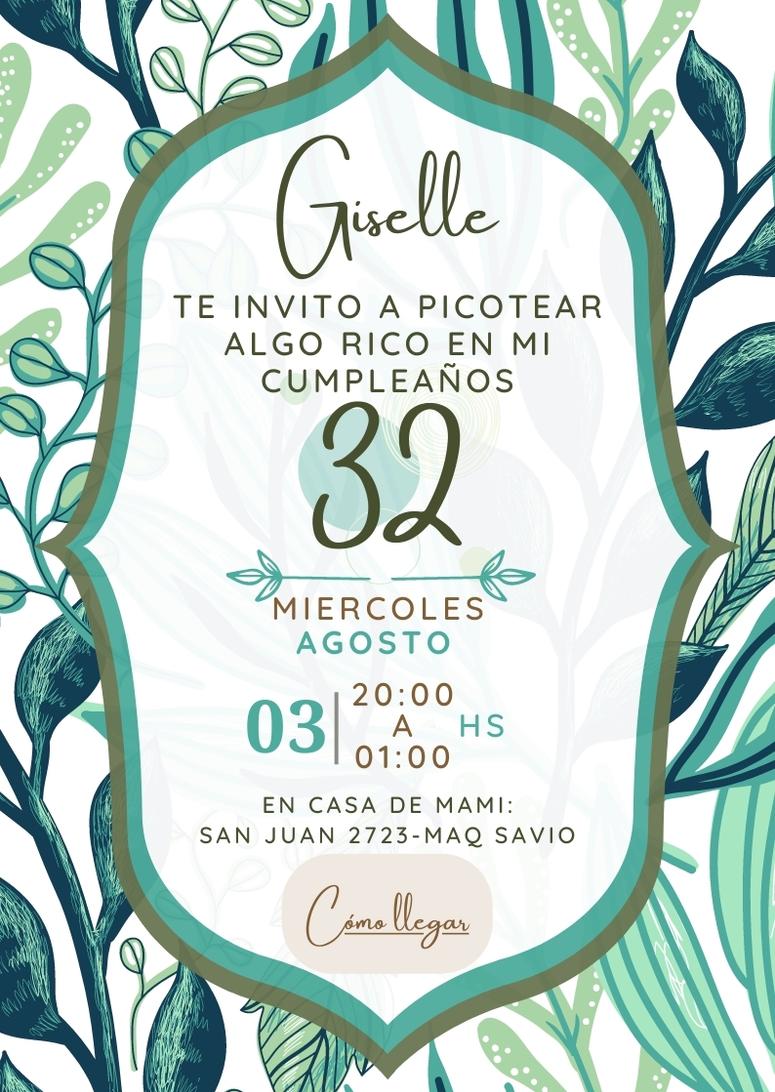 Giselle
TE INVITO A PICOTEAR
ALGO RICO EN MI
CUMPLEAÑOS
32
MIERCOLES
AGOSTO
03
20:00
A
01:00
HS
EN CASA DE MAMI:
SAN JUAN 2723-MAQ SAVIO
Cómo llegar